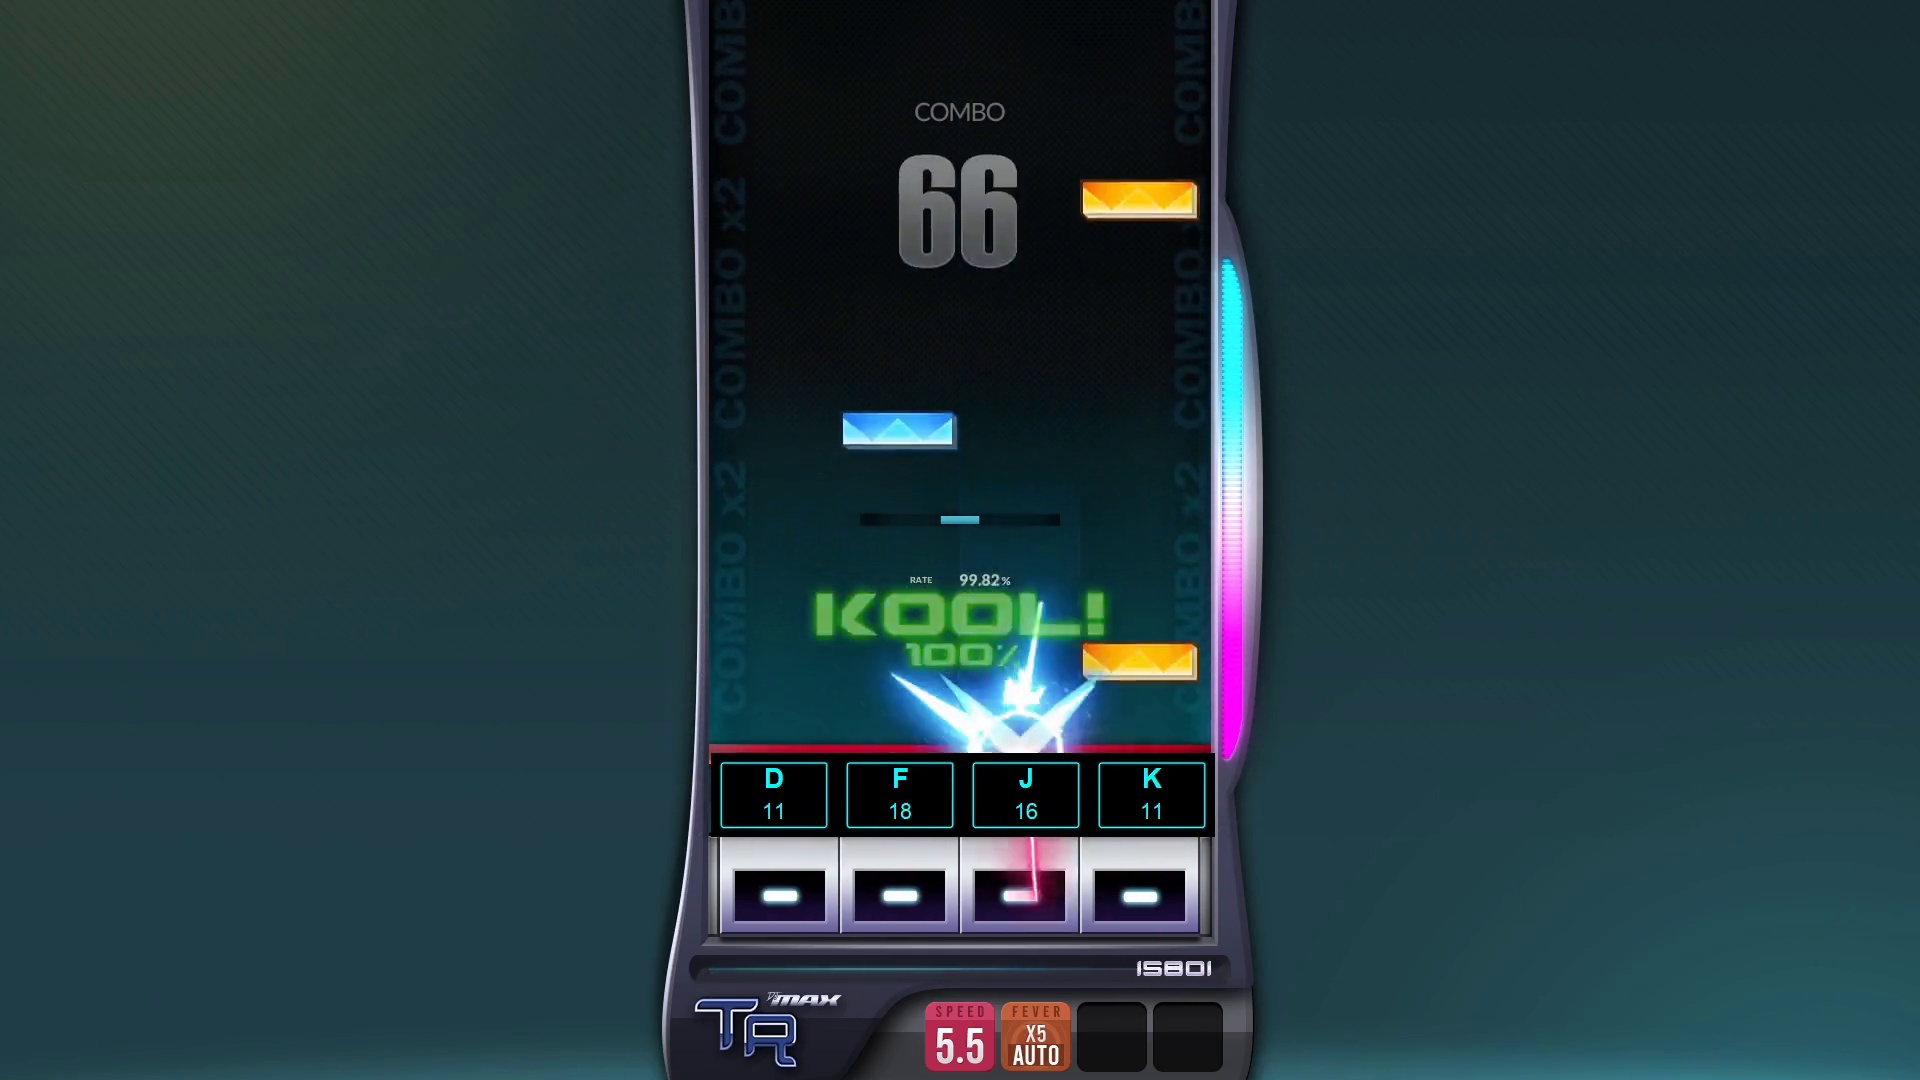 COMBO
66
COMBO x2 COMBO x2 COMBO
COMBO x2 COMBO x2 COMBO
RATE 99.82%
KOOL!
100%
D F J K
11 18 16 11
15801
MAX
TR
SPEED 5.5
FEVER X5 AUTO